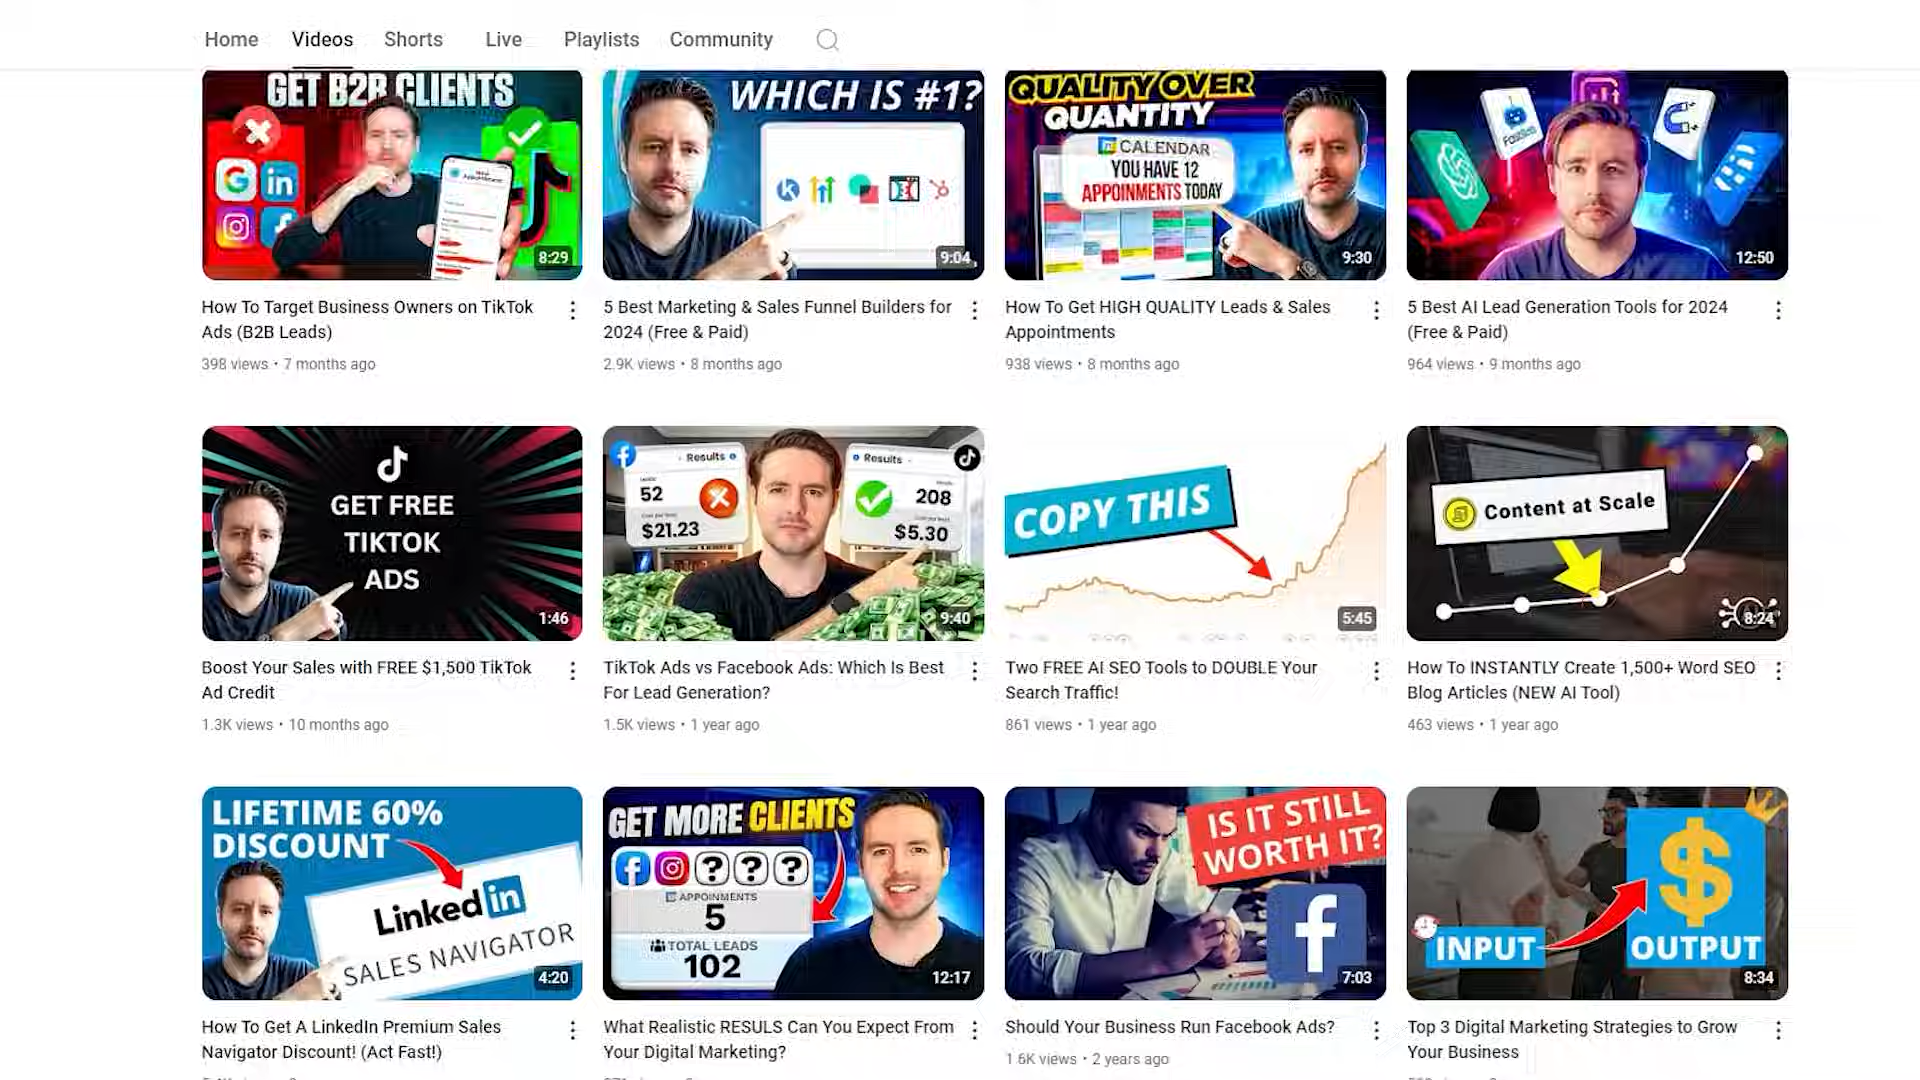 Home Videos Shorts Live Playlists Community
GET B2B CLIENTS
8:29
WHICH IS #1?
9:04
QUALITY OVER
QUANTITY
CALENDAR
YOU HAVE 12
APPOINMENTS TODAY
9:30
12:50
How To Target Business Owners on TikTok
Ads (B2B Leads)
398 views • 7 months ago
5 Best Marketing & Sales Funnel Builders for
2024 (Free & Paid)
2.9K views • 8 months ago
How To Get HIGH QUALITY Leads & Sales
Appointments
938 views • 8 months ago
5 Best AI Lead Generation Tools for 2024
(Free & Paid)
964 views • 9 months ago
GET FREE
TIKTOK
ADS
1:46
Results
52
$21.23
Results
208
$5.30
9:40
COPY THIS
5:45
Content at Scale
8:24
Boost Your Sales with FREE $1,500 TikTok
Ad Credit
1.3K views • 10 months ago
TikTok Ads vs Facebook Ads: Which Is Best
For Lead Generation?
1.5K views • 1 year ago
Two FREE AI SEO Tools to DOUBLE Your
Search Traffic!
861 views • 1 year ago
How To INSTANTLY Create 1,500+ Word SEO
Blog Articles (NEW AI Tool)
463 views • 1 year ago
LIFETIME 60%
DISCOUNT
LinkedIn
SALES NAVIGATOR
4:20
GET MORE CLIENTS
APPOINMENTS
5
TOTAL LEADS
102
12:17
IS IT STILL
WORTH IT?
7:03
INPUT
OUTPUT
8:34
How To Get A LinkedIn Premium Sales
Navigator Discount! (Act Fast!)
What Realistic RESULS Can You Expect From
Your Digital Marketing?
Should Your Business Run Facebook Ads?
1.6K views • 2 years ago
Top 3 Digital Marketing Strategies to Grow
Your Business